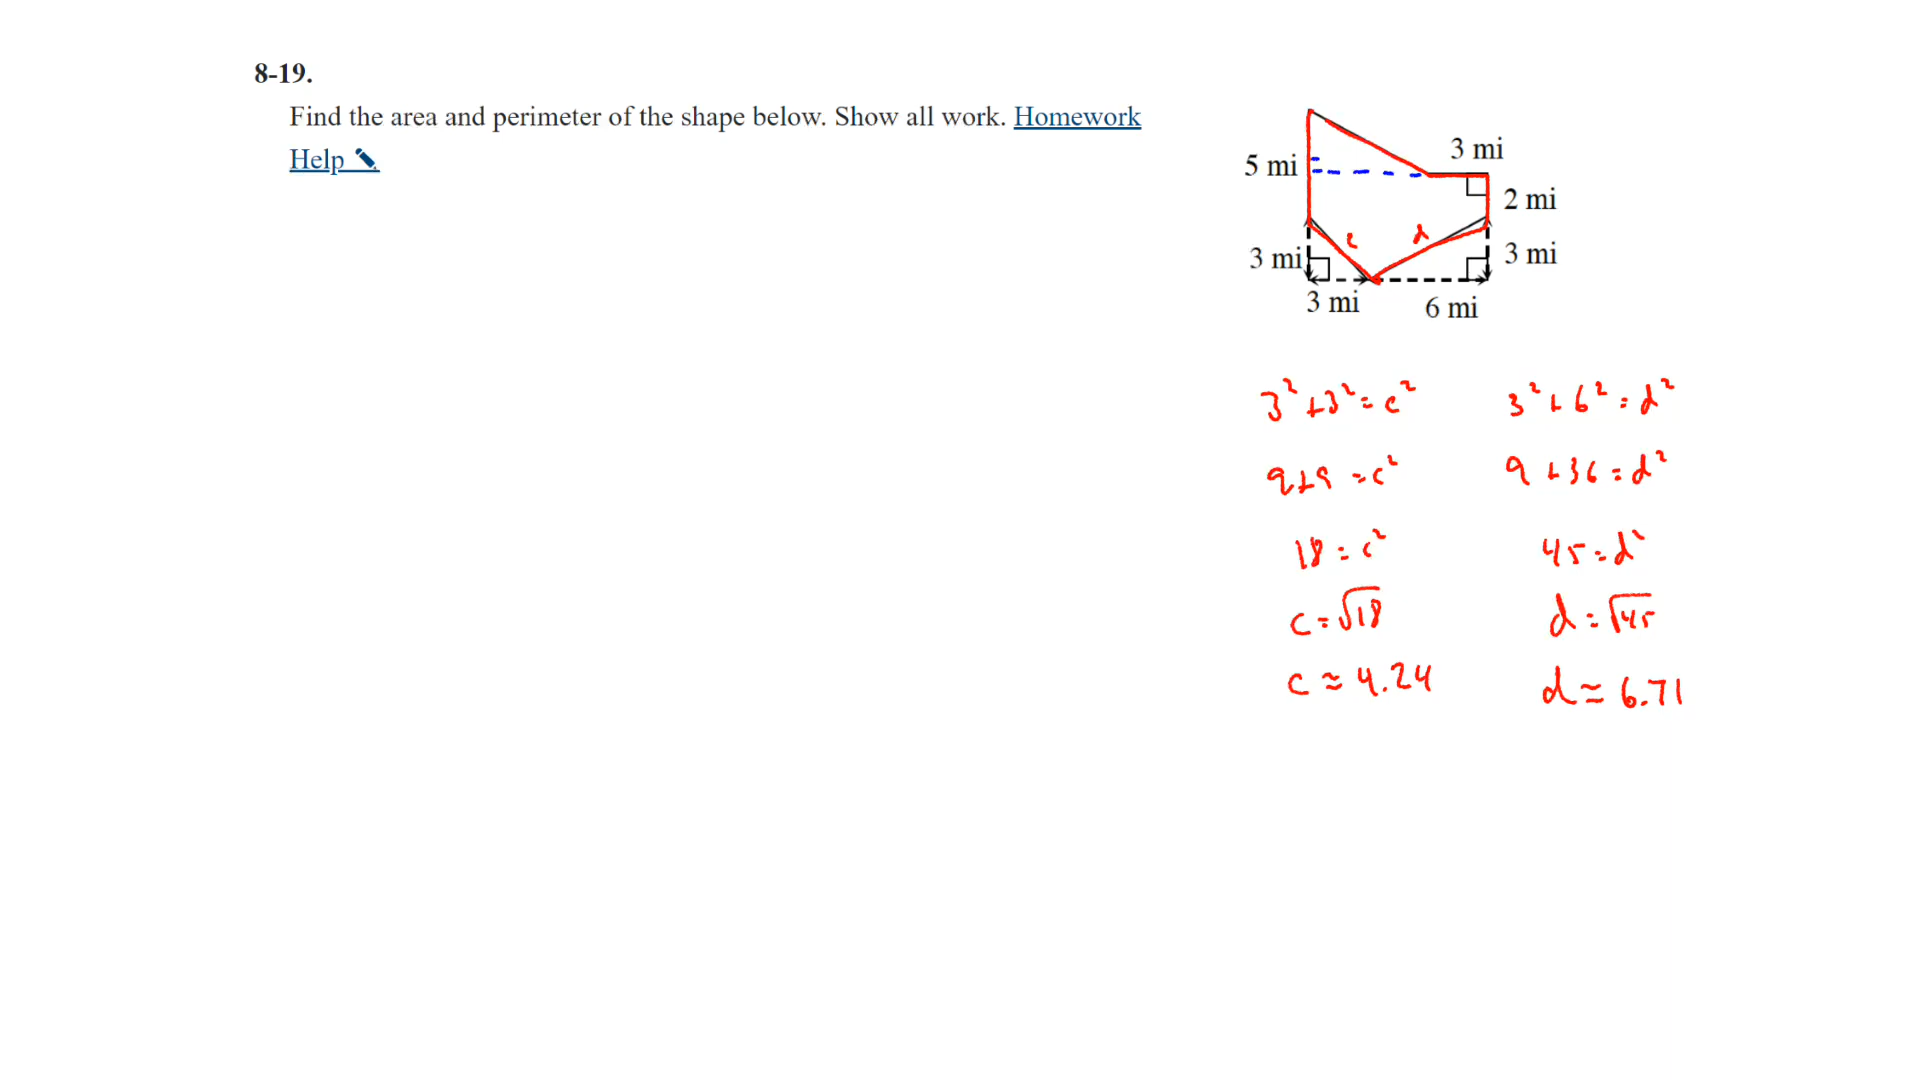 8-19.
Find the area and perimeter of the shape below. Show all work. Homework
Help
3 mi
5 mi
2 mi
c
d
3 mi
3 mi
3 mi
6 mi
3² + 3² = c²
3² + 6² = d²
9 + 9 = c²
9 + 36 = d²
18 = c²
45 = d²
c = √18
d = √45
c ≈ 4.24
d ≈ 6.71